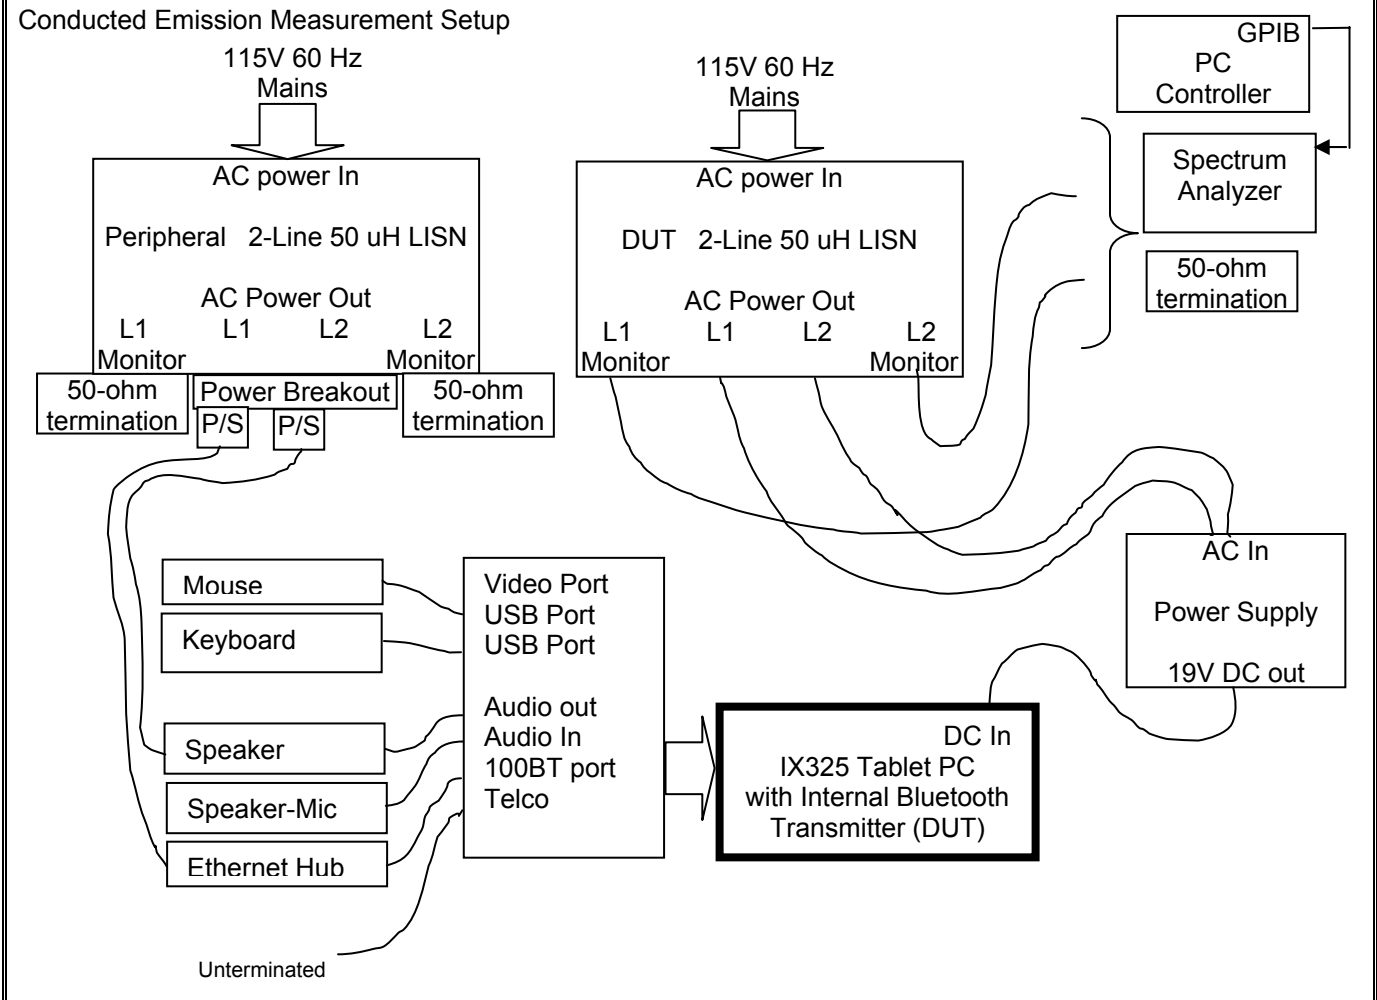 Conducted Emission Measurement Setup
115V 60 Hz
Mains
115V 60 Hz
Mains
GPIB
PC
Controller
Spectrum
Analyzer
50-ohm
termination
AC power In
Peripheral 2-Line 50 uH LISN
AC Power Out
L1 L1 L2 L2
Monitor Monitor
50-ohm
termination
Power Breakout
P/S P/S
50-ohm
termination
AC power In
DUT 2-Line 50 uH LISN
AC Power Out
L1 L1 L2 L2
Monitor Monitor
AC In
Power Supply
19V DC out
Mouse
Keyboard
Speaker
Speaker-Mic
Ethernet Hub
Unterminated
Video Port
USB Port
USB Port
Audio out
Audio In
100BT port
Telco
DC In
IX325 Tablet PC
with Internal Bluetooth
Transmitter (DUT)